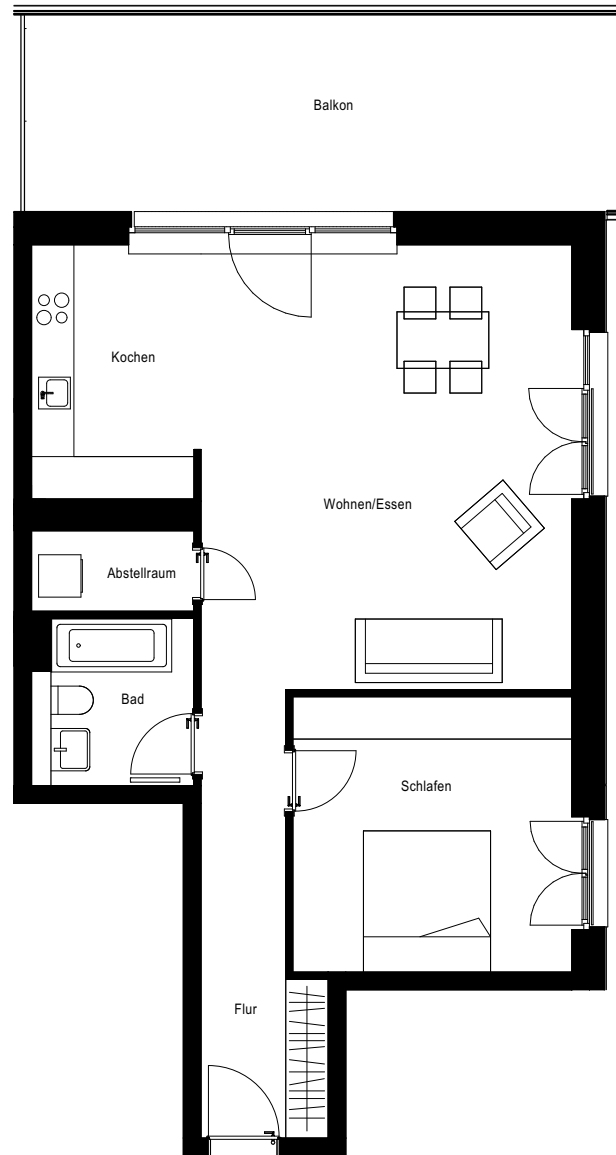 Balkon
Kochen
Wohnen/Essen
Abstellraum
Bad
Schlafen
Flur